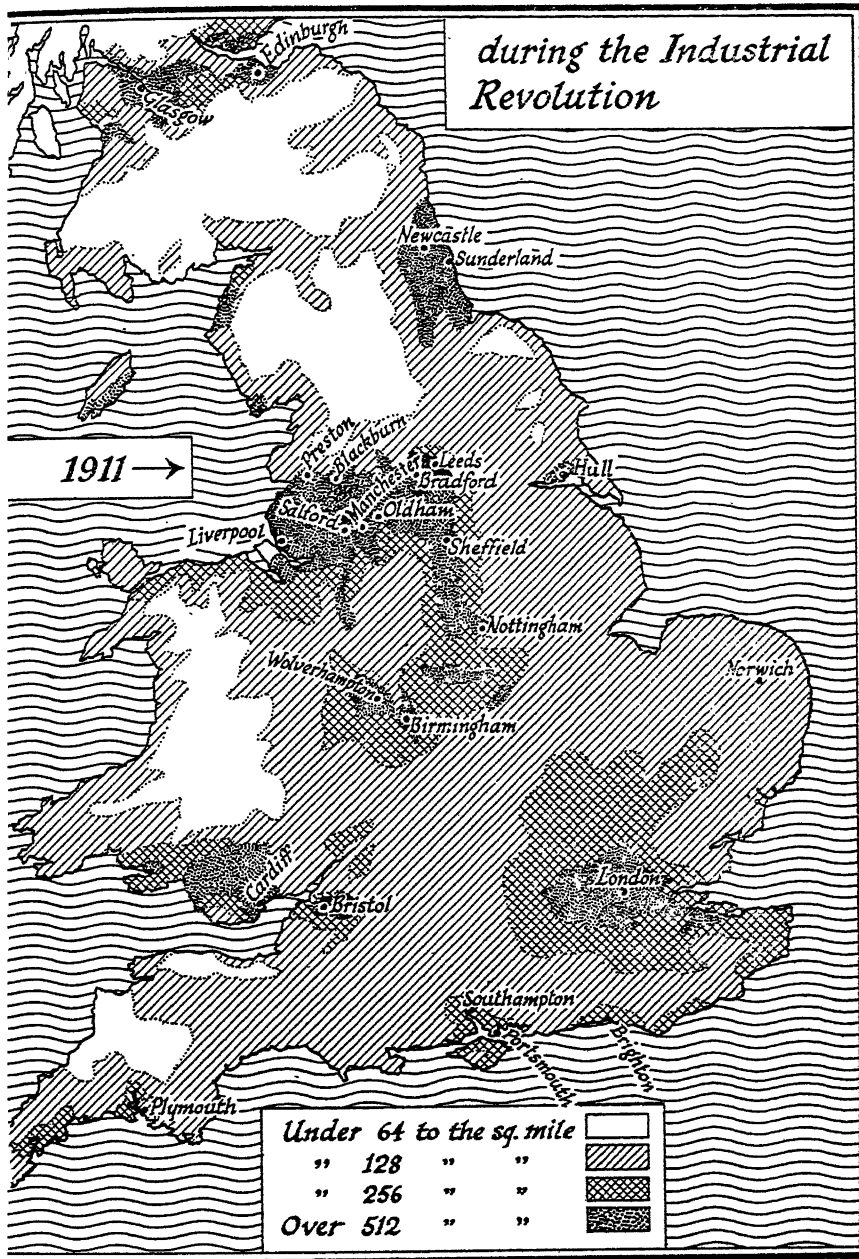 during the Industrial
Revolution
Edinburgh
Glasgow
Newcastle
Sunderland
Preston
Blackburn
Leeds
Bradford
Hull
1911 →
Manchester
Salford
Oldham
Liverpool
Sheffield
Nottingham
Norwich
Wolverhampton
Birmingham
Cardiff
London
Bristol
Southampton
Portsmouth
Brighton
Plymouth
Under 64 to the sq. mile
" 128 " "
" 256 " "
Over 512 " "